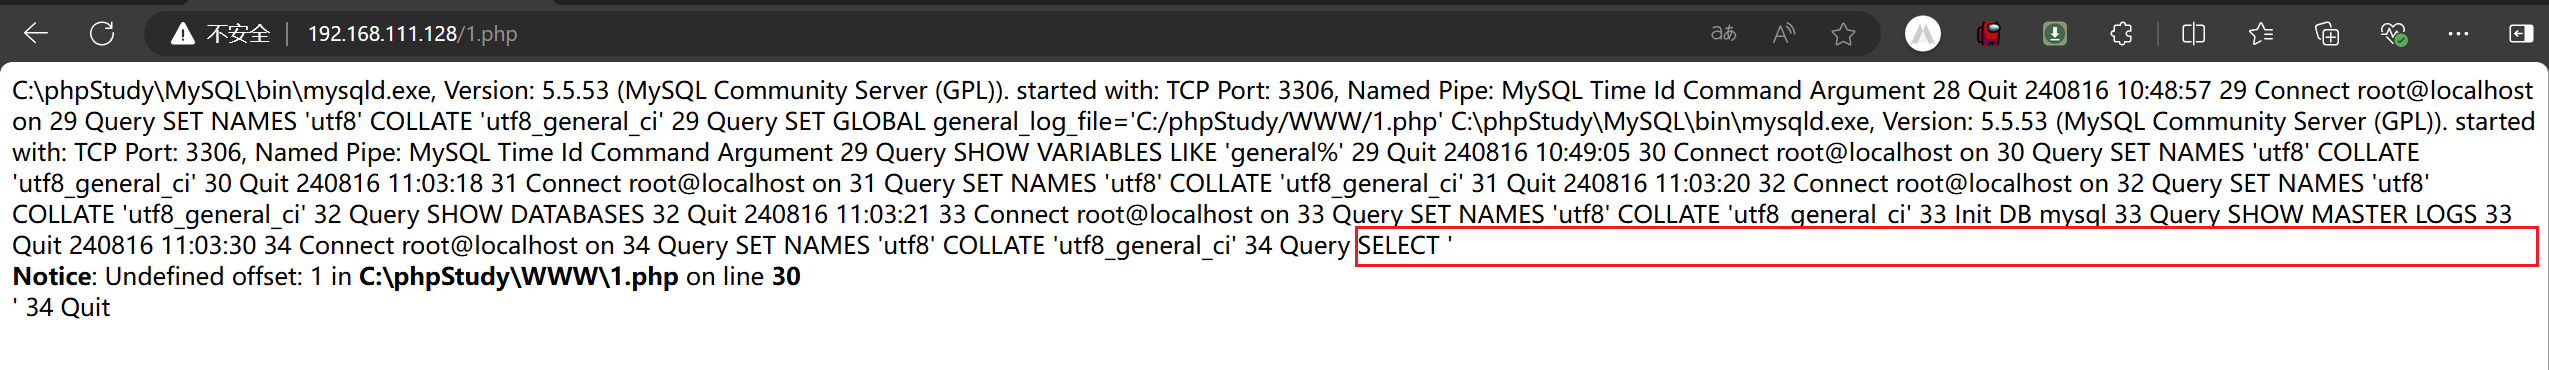 不安全 | 192.168.111.128/1.php
C:\phpStudy\MySQL\bin\mysqld.exe, Version: 5.5.53 (MySQL Community Server (GPL)). started with: TCP Port: 3306, Named Pipe: MySQL Time Id Command Argument 28 Quit 240816 10:48:57 29 Connect root@localhost
on 29 Query SET NAMES 'utf8' COLLATE 'utf8_general_ci' 29 Query SET GLOBAL general_log_file='C:/phpStudy/WWW/1.php' C:\phpStudy\MySQL\bin\mysqld.exe, Version: 5.5.53 (MySQL Community Server (GPL)). started
with: TCP Port: 3306, Named Pipe: MySQL Time Id Command Argument 29 Query SHOW VARIABLES LIKE 'general%' 29 Quit 240816 10:49:05 30 Connect root@localhost on 30 Query SET NAMES 'utf8' COLLATE
'utf8_general_ci' 30 Quit 240816 11:03:18 31 Connect root@localhost on 31 Query SET NAMES 'utf8' COLLATE 'utf8_general_ci' 31 Quit 240816 11:03:20 32 Connect root@localhost on 32 Query SET NAMES 'utf8'
COLLATE 'utf8_general_ci' 32 Query SHOW DATABASES 32 Quit 240816 11:03:21 33 Connect root@localhost on 33 Query SET NAMES 'utf8' COLLATE 'utf8_general_ci' 33 Init DB mysql 33 Query SHOW MASTER LOGS 33
Quit 240816 11:03:30 34 Connect root@localhost on 34 Query SET NAMES 'utf8' COLLATE 'utf8_general_ci' 34 Query SELECT '
Notice: Undefined offset: 1 in C:\phpStudy\WWW\1.php on line 30
' 34 Quit